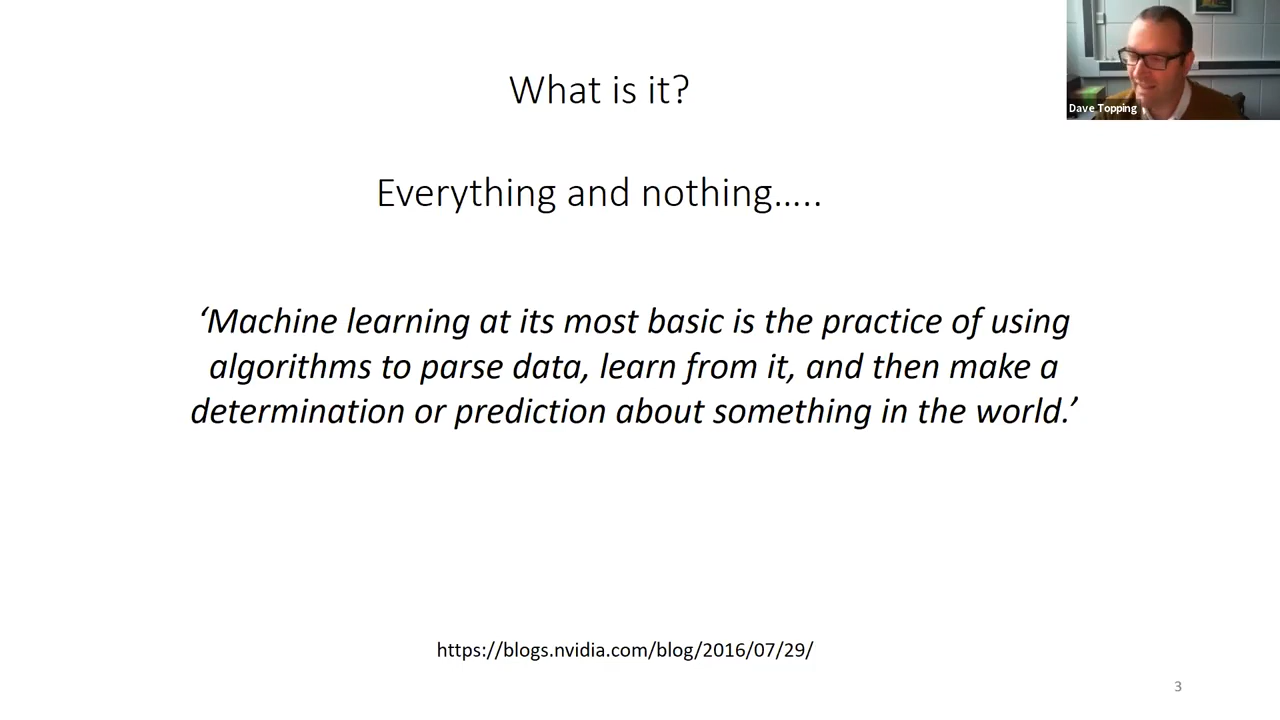 What is it?
Dave Topping
Everything and nothing…..
‘Machine learning at its most basic is the practice of using
algorithms to parse data, learn from it, and then make a
determination or prediction about something in the world.’
https://blogs.nvidia.com/blog/2016/07/29/
3